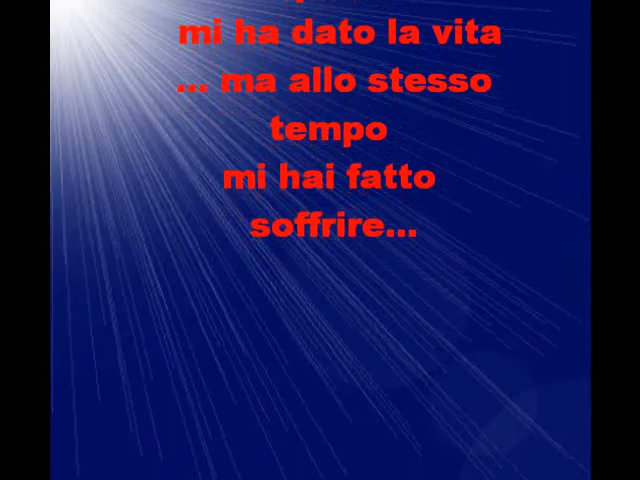 mi ha dato la vita
... ma allo stesso
tempo
mi hai fatto
soffrire...